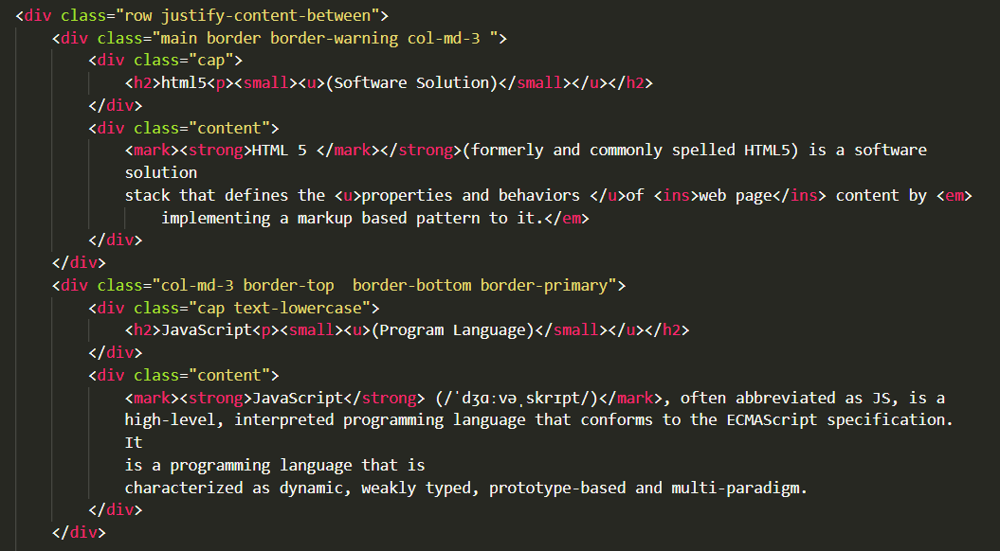 <div class="row justify-content-between">
<div class="main border border-warning col-md-3 ">
<div class="cap">
<h2>html5<p><small><u>(Software Solution)</small></u></h2>
</div>
<div class="content">
<mark><strong>HTML 5 </mark></strong>(formerly and commonly spelled HTML5) is a software
solution
stack that defines the <u>properties and behaviors </u>of <ins>web page</ins> content by <em>
implementing a markup based pattern to it.</em>
</div>
</div>
<div class="col-md-3 border-top  border-bottom border-primary">
<div class="cap text-lowercase">
<h2>JavaScript<p><small><u>(Program Language)</small></u></h2>
</div>
<div class="content">
<mark><strong>JavaScript</strong> (/ˈdʒɑːvəˌskrɪpt/)</mark>, often abbreviated as JS, is a
high-level, interpreted programming language that conforms to the ECMAScript specification.
It
is a programming language that is
characterized as dynamic, weakly typed, prototype-based and multi-paradigm.
</div>
</div>